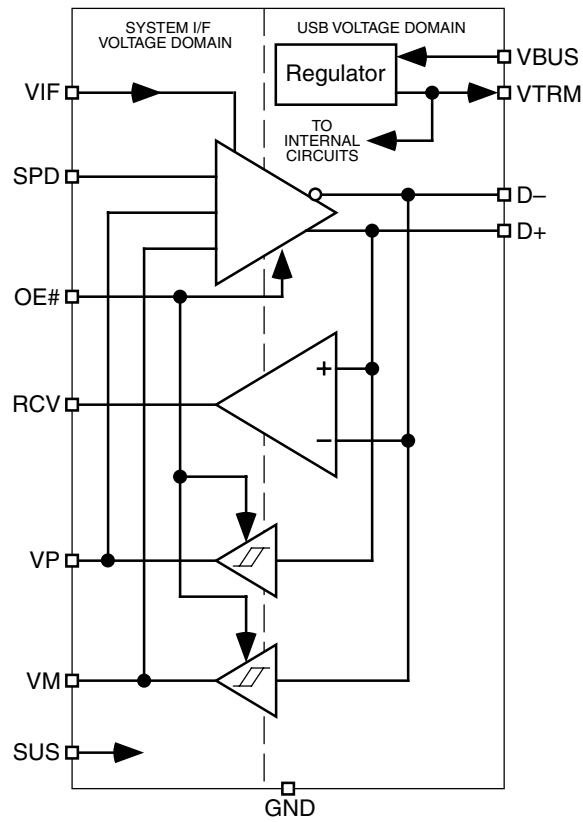 SYSTEM I/F
VOLTAGE DOMAIN
USB VOLTAGE DOMAIN
Regulator
VBUS
VTRM
VIF
TO
INTERNAL
CIRCUITS
SPD
D–
D+
OE#
RCV
+
–
VP
VM
SUS
GND